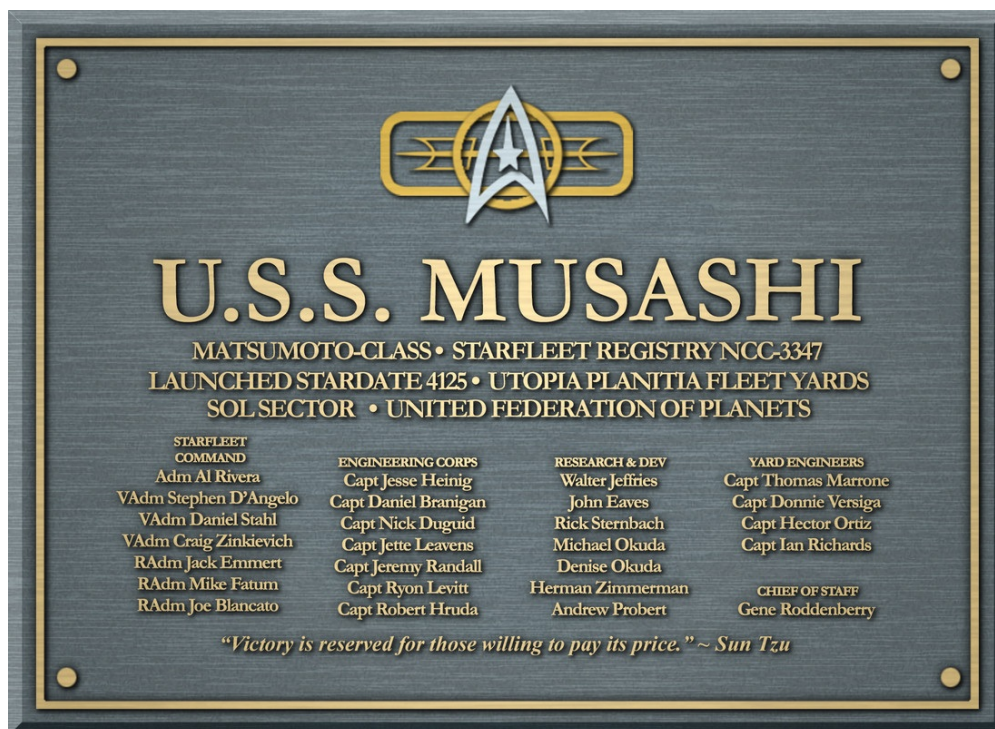 U.S.S. MUSASHI
MATSUMOTO-CLASS • STARFLEET REGISTRY NCC-3347
LAUNCHED STARDATE 4125 • UTOPIA PLANITIA FLEET YARDS
SOL SECTOR • UNITED FEDERATION OF PLANETS
STARFLEET
COMMAND
Adm Al Rivera
VAdm Stephen D’Angelo
VAdm Daniel Stahl
VAdm Craig Zinkievich
RAdm Jack Emmert
RAdm Mike Fatum
RAdm Joe Blancato
ENGINEERING CORPS
Capt Jesse Heinig
Capt Daniel Branigan
Capt Nick Duguid
Capt Jette Leavens
Capt Jeremy Randall
Capt Ryon Levitt
Capt Robert Hruda
RESEARCH & DEV
Walter Jeffries
John Eaves
Rick Sternbach
Michael Okuda
Denise Okuda
Herman Zimmerman
Andrew Probert
YARD ENGINEERS
Capt Thomas Marrone
Capt Donnie Versiga
Capt Hector Ortiz
Capt Ian Richards
CHIEF OF STAFF
Gene Roddenberry
“Victory is reserved for those willing to pay its price.” ~ Sun Tzu